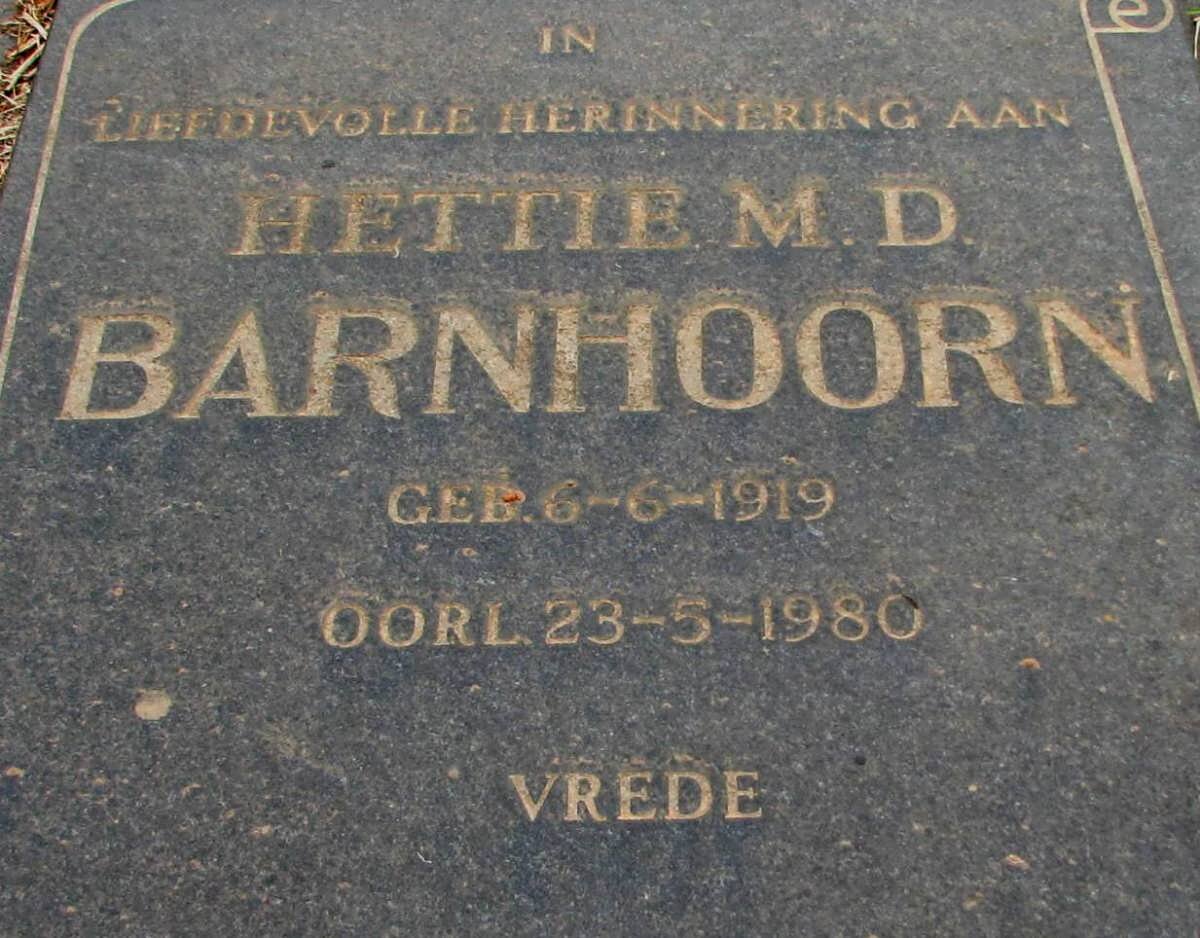 IN
LIEFDEVOLLE HERINNERING AAN
HETTIE M. D.
BARNHOORN
GEB. 6-6-1919
OORL. 23-5-1980
VREDE